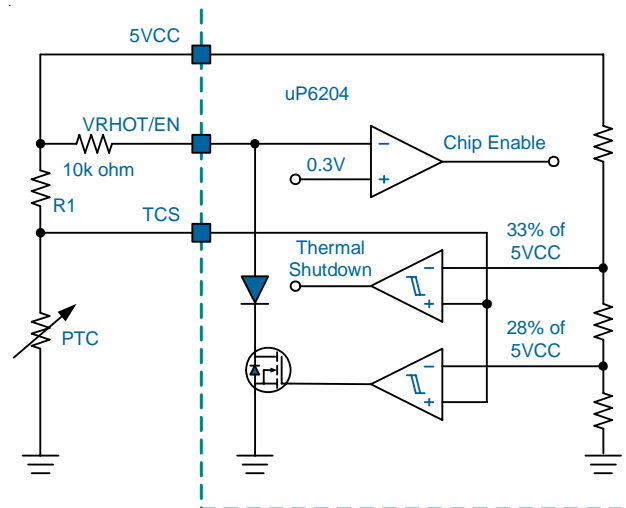 5VCC
uP6204
VRHOT/EN
Chip Enable
10k ohm
0.3V
−
+
R1
TCS
33% of
5VCC
Thermal
Shutdown
−
+
28% of
5VCC
PTC
−
+